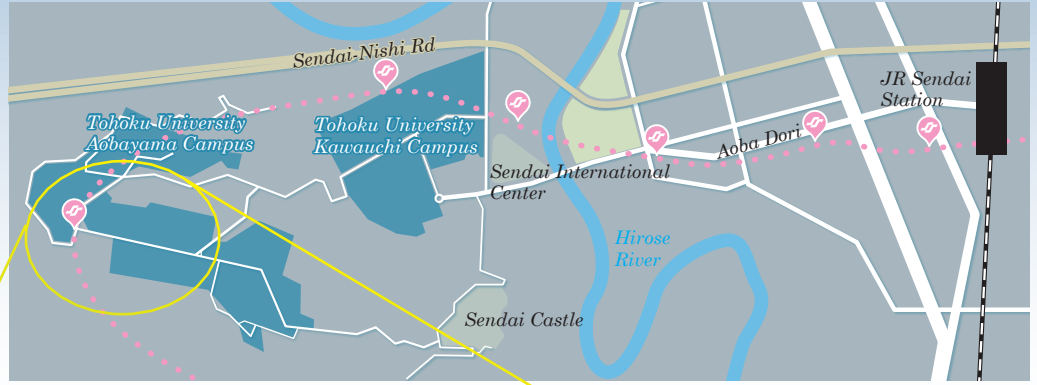 Sendai-Nishi Rd
JR Sendai
Station
Tohoku University
Aobayama Campus
Tohoku University
Kawauchi Campus
Aoba Dori
Sendai International
Center
Hirose
River
Sendai Castle